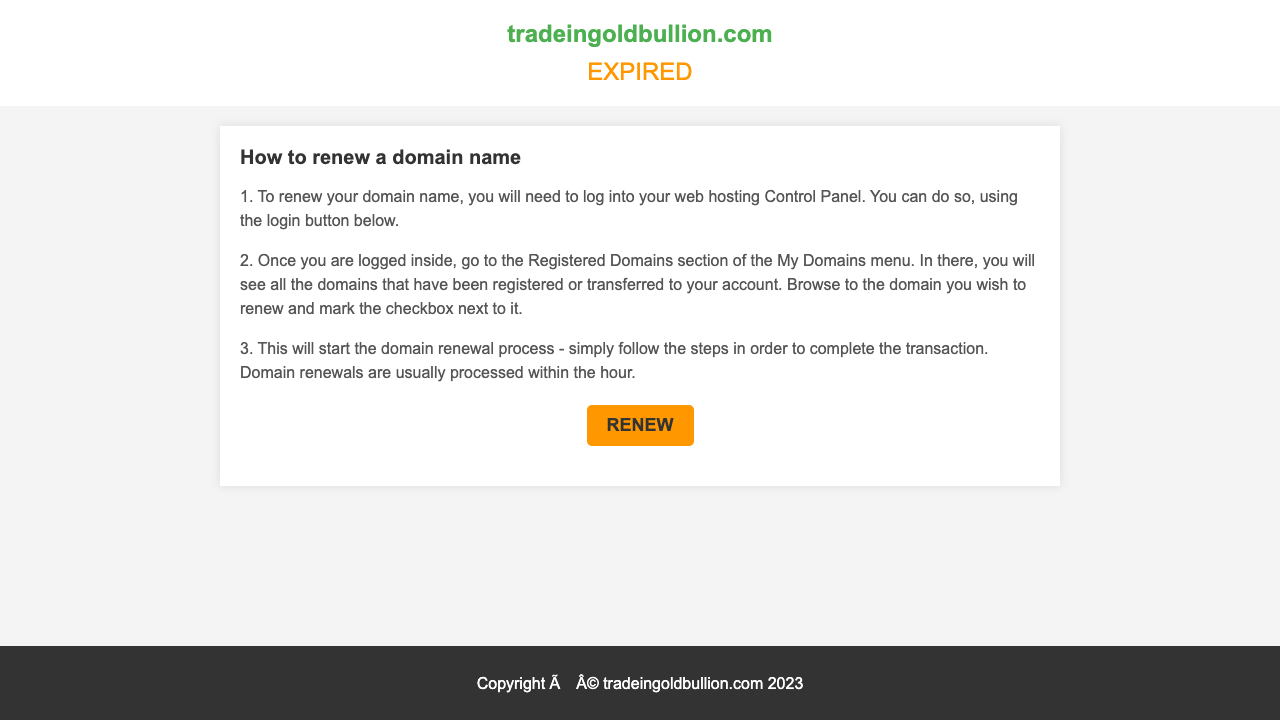 tradeingoldbullion.com
EXPIRED
How to renew a domain name
1. To renew your domain name, you will need to log into your web hosting Control Panel. You can do so, using
the login button below.
2. Once you are logged inside, go to the Registered Domains section of the My Domains menu. In there, you will
see all the domains that have been registered or transferred to your account. Browse to the domain you wish to
renew and mark the checkbox next to it.
3. This will start the domain renewal process - simply follow the steps in order to complete the transaction.
Domain renewals are usually processed within the hour.
RENEW
Copyright Ã Â© tradeingoldbullion.com 2023